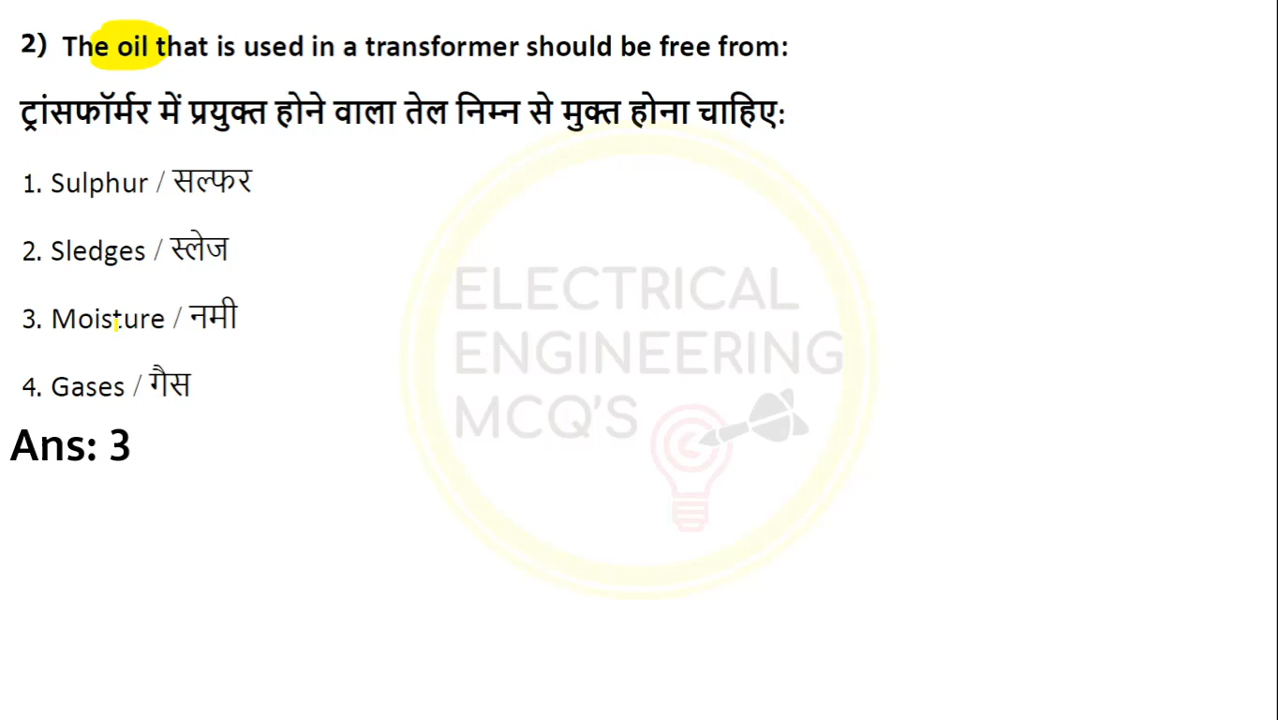 2) The oil that is used in a transformer should be free from:
ट्रांसफॉर्मर में प्रयुक्त होने वाला तेल निम्न से मुक्त होना चाहिए:
1. Sulphur / सल्फर
2. Sledges / स्लेज
3. Moisture / नमी
4. Gases / गैस
Ans: 3
ELECTRICAL
ENGINEERING
MCQ'S